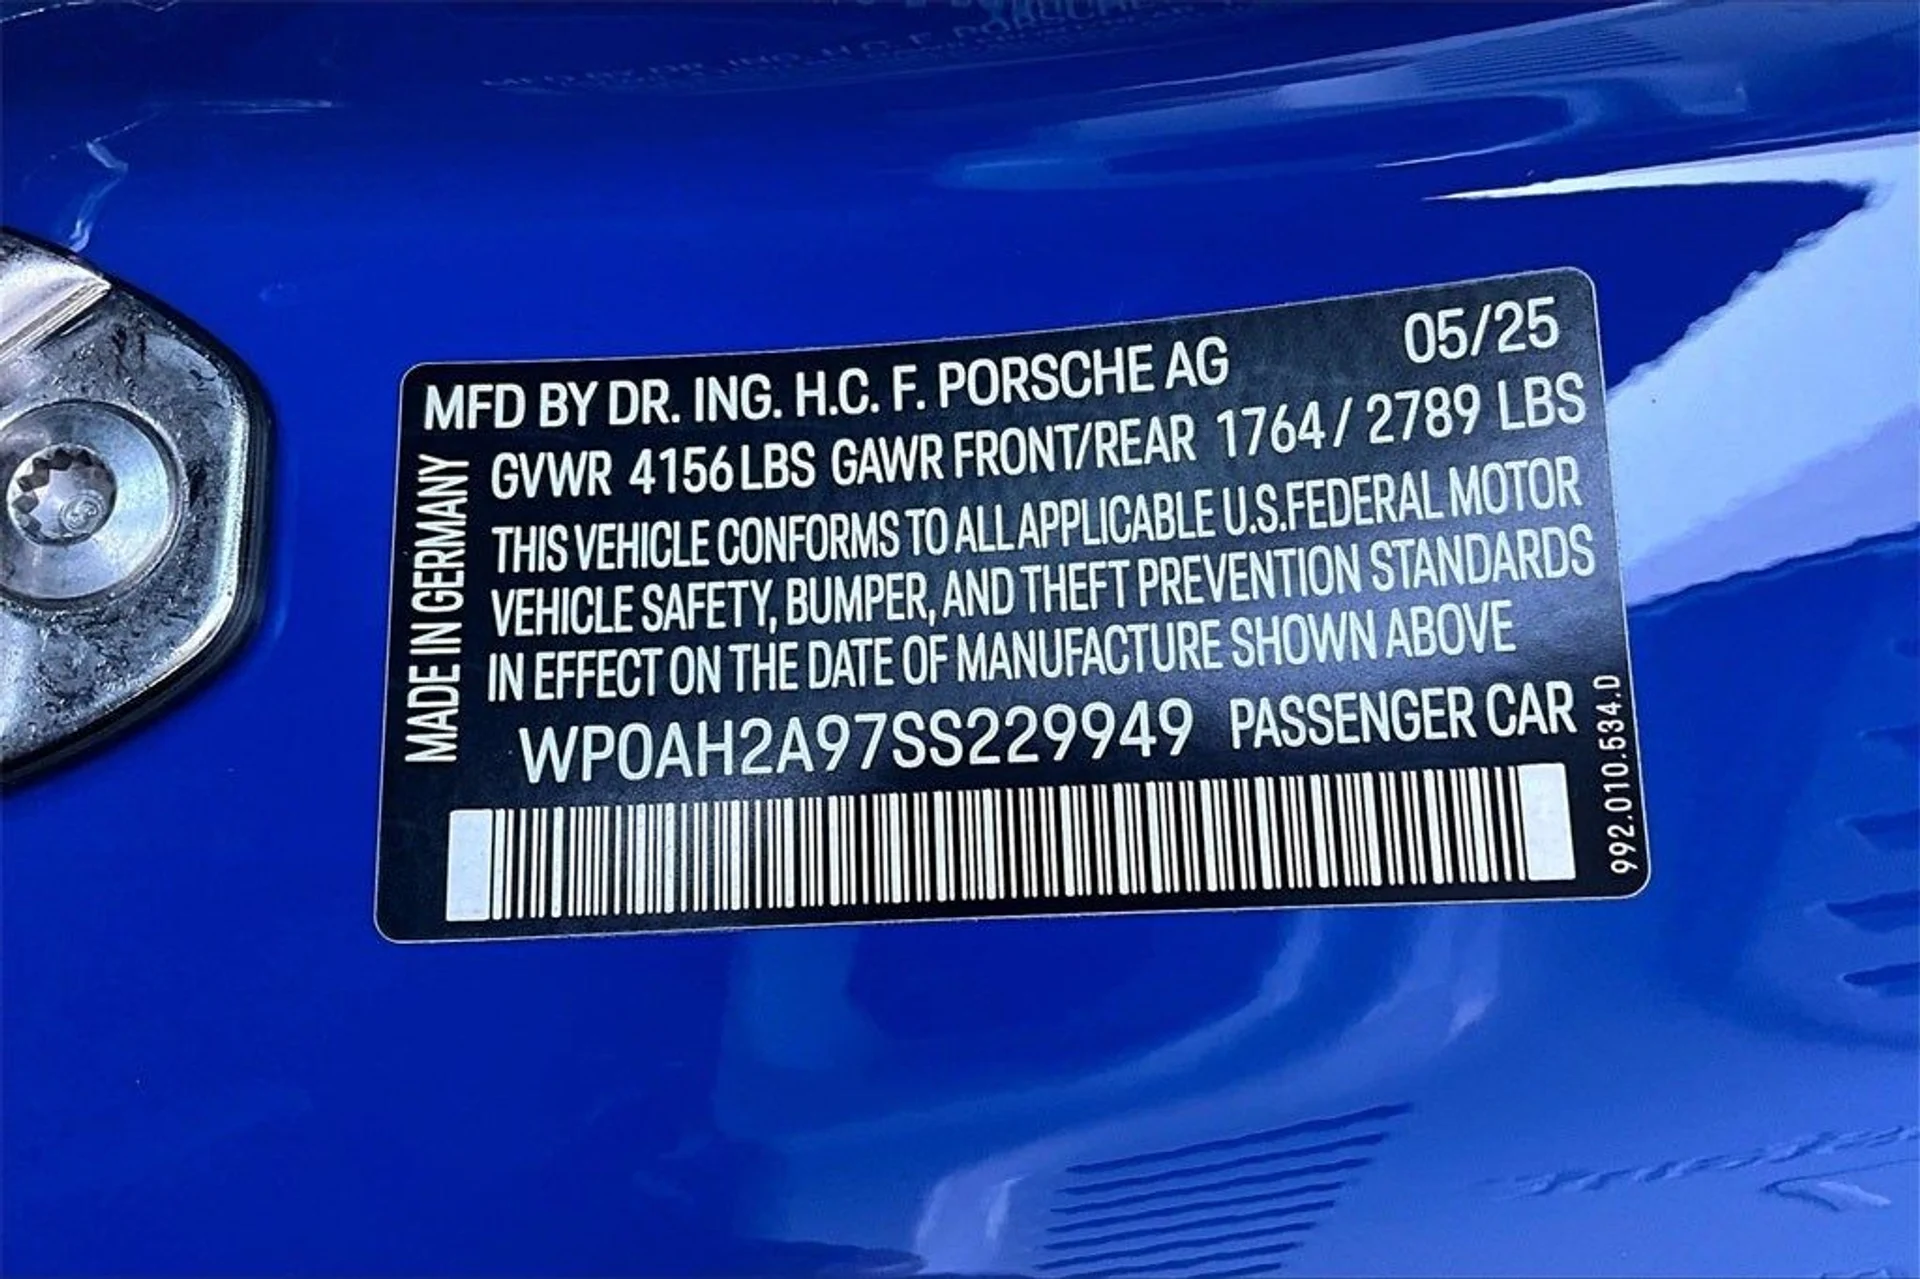 MFD BY DR. ING. H.C. F. PORSCHE AG 05/25
GVWR 4156 LBS GAWR FRONT/REAR 1764 / 2789 LBS
THIS VEHICLE CONFORMS TO ALL APPLICABLE U.S.FEDERAL MOTOR
VEHICLE SAFETY, BUMPER, AND THEFT PREVENTION STANDARDS
IN EFFECT ON THE DATE OF MANUFACTURE SHOWN ABOVE
WP0AH2A97SS229949 PASSENGER CAR
MADE IN GERMANY
992.010.534.D